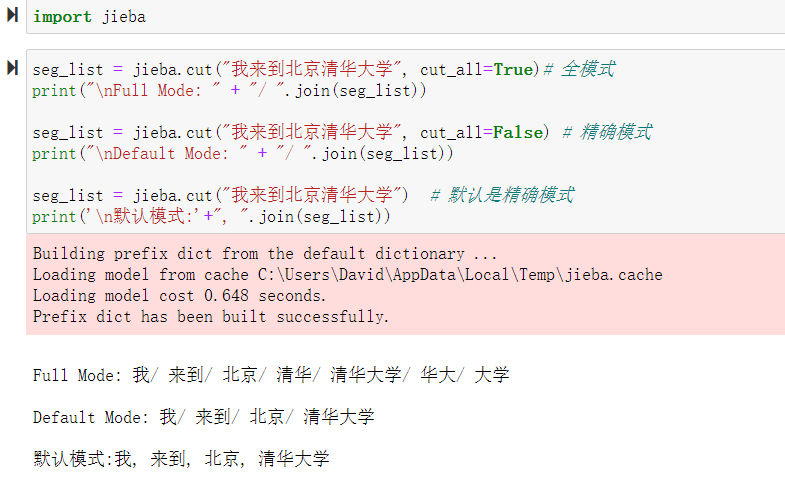 import jieba
seg_list = jieba.cut("我来到北京清华大学", cut_all=True)# 全模式
print("\nFull Mode: " + "/ ".join(seg_list))
seg_list = jieba.cut("我来到北京清华大学", cut_all=False) # 精确模式
print("\nDefault Mode: " + "/ ".join(seg_list))
seg_list = jieba.cut("我来到北京清华大学")  # 默认是精确模式
print('\n默认模式:'+", ".join(seg_list))
Building prefix dict from the default dictionary ...
Loading model from cache C:\Users\David\AppData\Local\Temp\jieba.cache
Loading model cost 0.648 seconds.
Prefix dict has been built successfully.
Full Mode: 我/ 来到/ 北京/ 清华/ 清华大学/ 华大/ 大学
Default Mode: 我/ 来到/ 北京/ 清华大学
默认模式:我, 来到, 北京, 清华大学